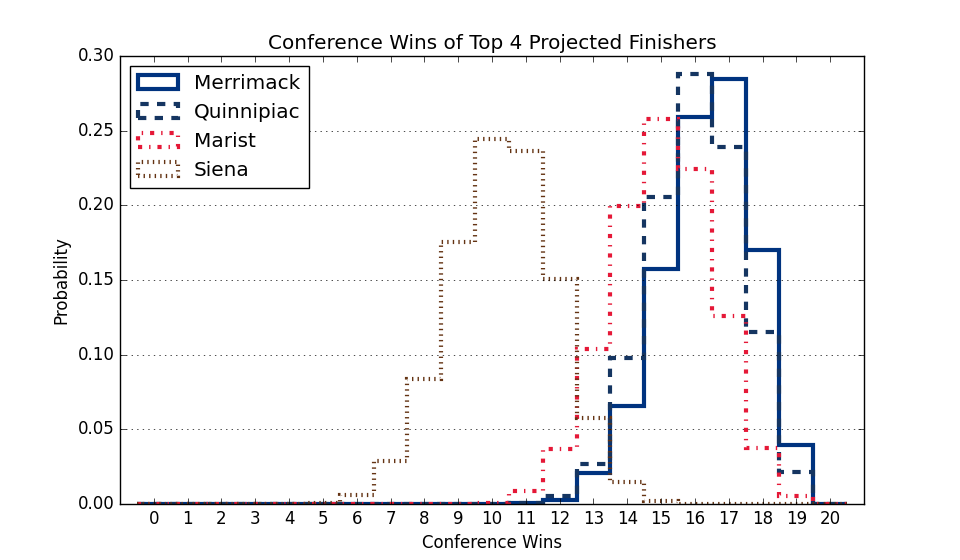 Conference Wins of Top 4 Projected Finishers
0.30
0.25
0.20
0.15
0.10
0.05
0.00
Probability
Merrimack
Quinnipiac
Marist
Siena
0 1 2 3 4 5 6 7 8 9 10 11 12 13 14 15 16 17 18 19 20
Conference Wins